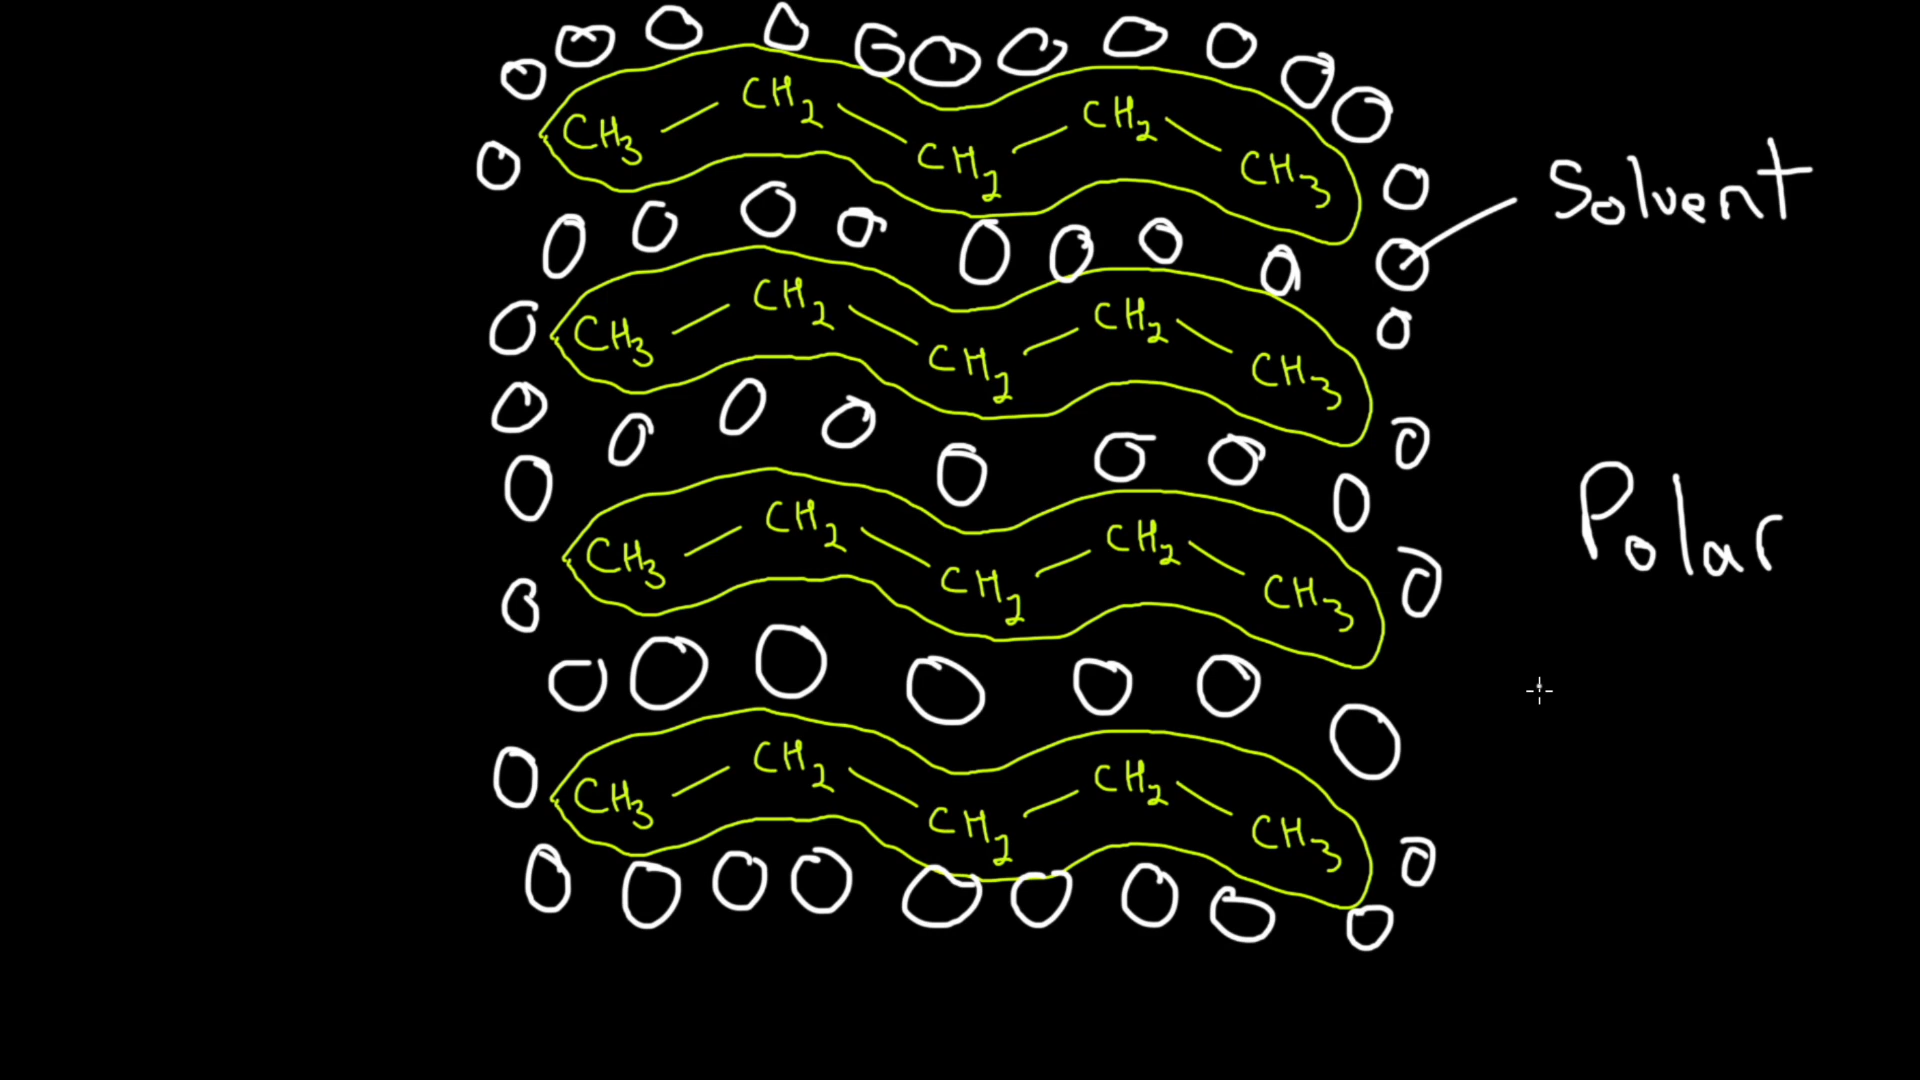 CH3 — CH2 — CH2 — CH2 — CH3
Solvent
CH3 — CH2 — CH2 — CH2 — CH3
Polar
CH3 — CH2 — CH2 — CH2 — CH3
CH3 — CH2 — CH2 — CH2 — CH3